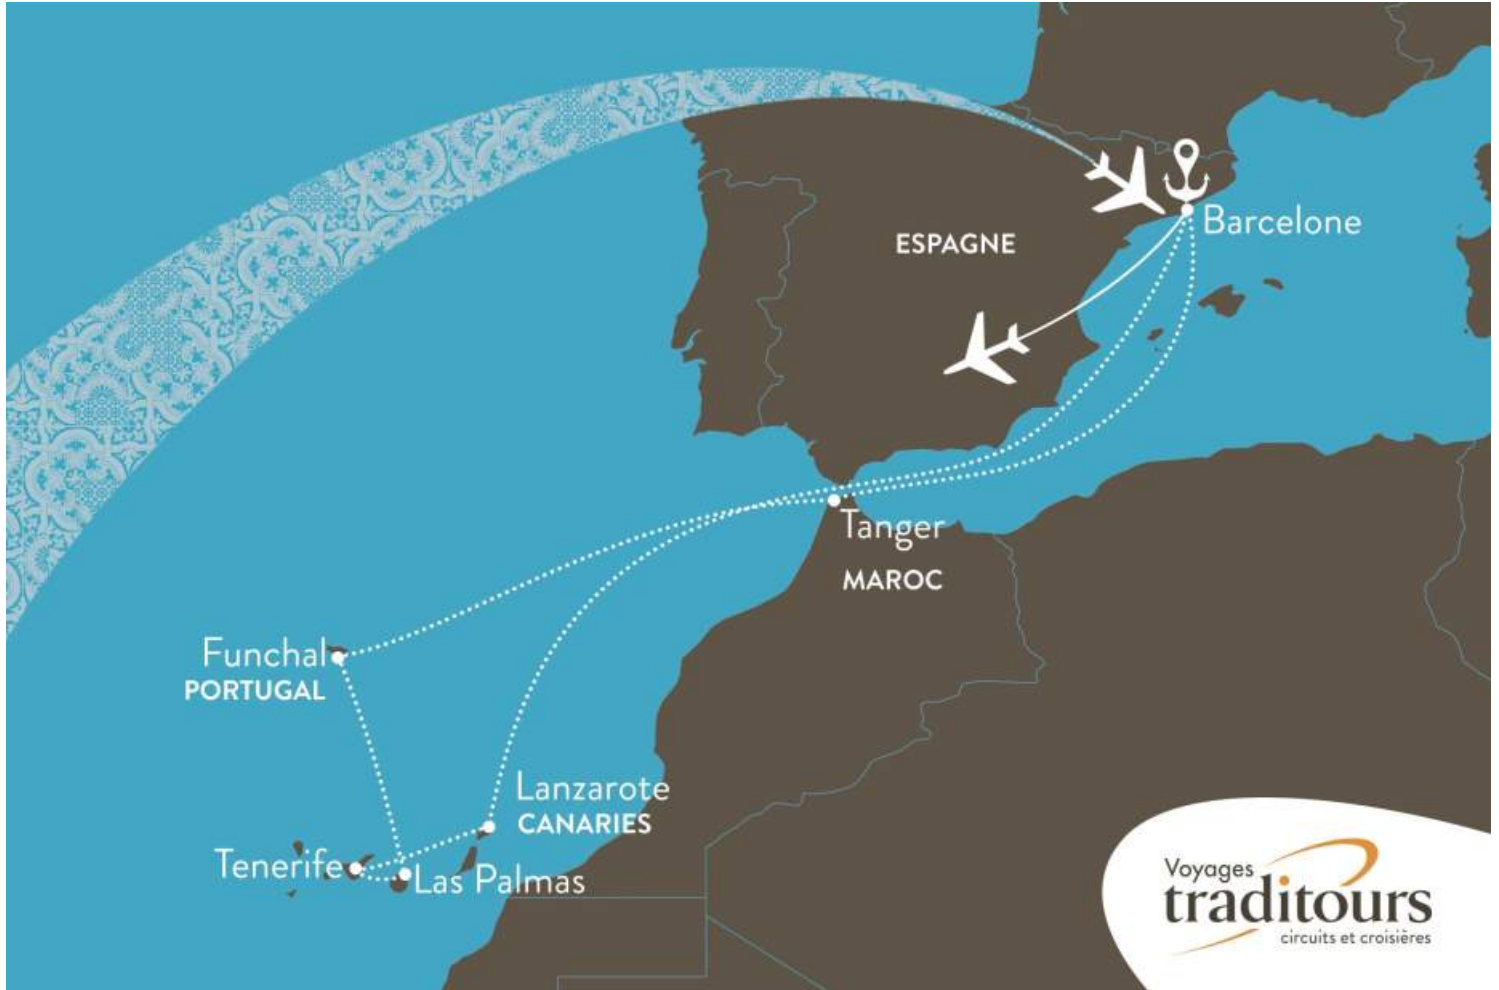 Barcelone
ESPAGNE
Tanger
MAROC
Funchal
PORTUGAL
Lanzarote
CANARIES
Tenerife
Las Palmas
Voyages
traditours
circuits et croisières